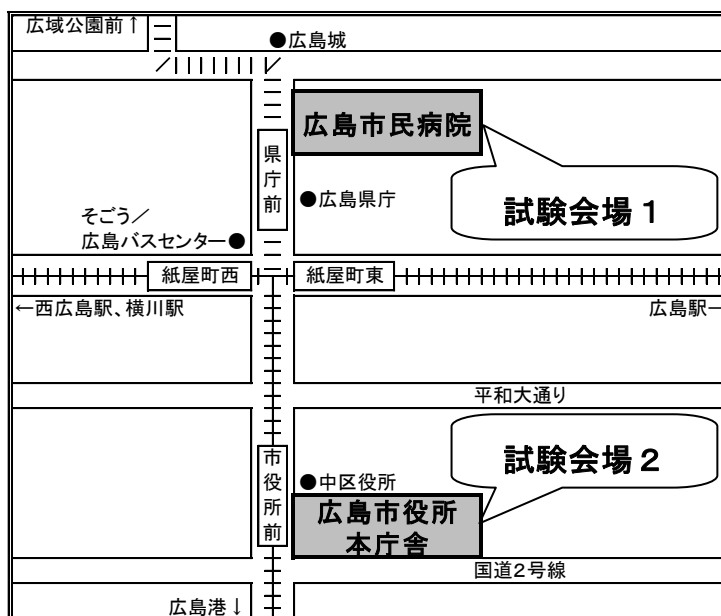 広域公園前↑
●広島城
広島市民病院
県庁前
●広島県庁
試験会場１
そごう／
広島バスセンター●
紙屋町西
紙屋町東
←西広島駅、横川駅
広島駅－
平和大通り
試験会場２
市役所前
●中区役所
広島市役所
本庁舎
国道２号線
広島港↓